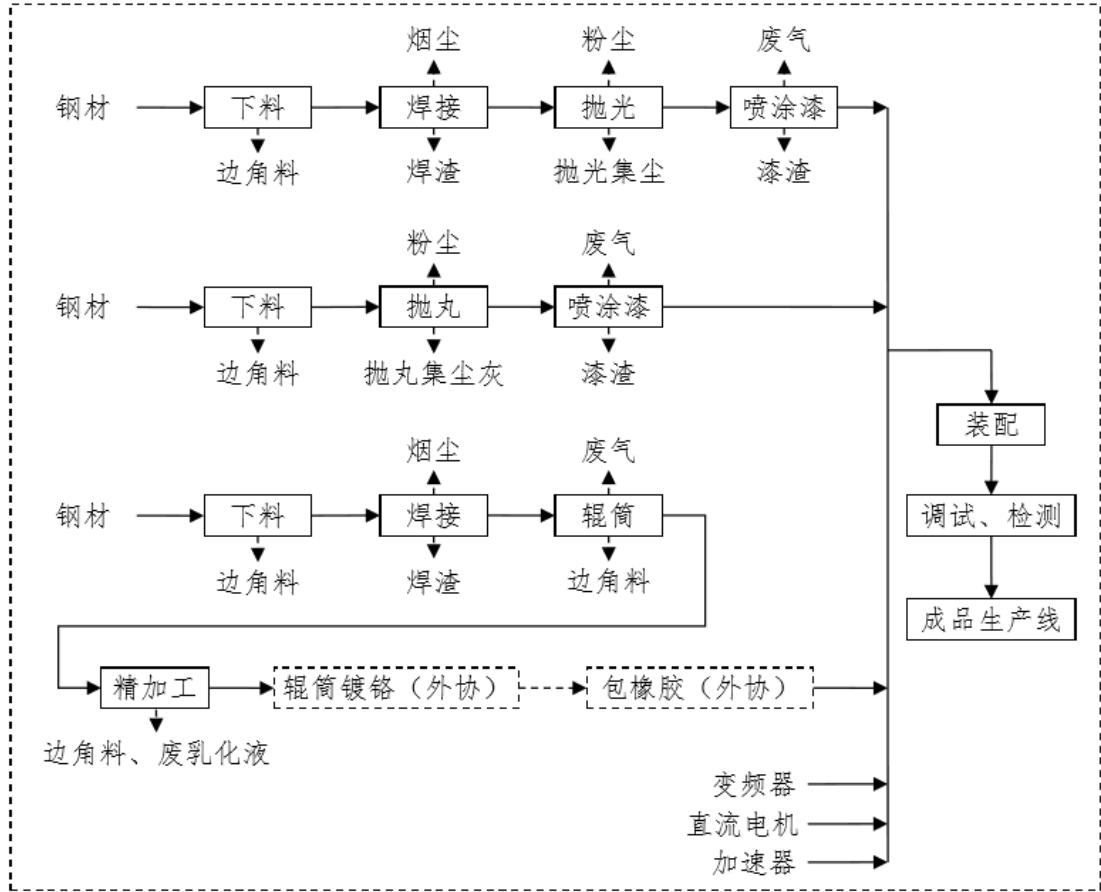 烟尘 粉尘 废气
钢材 下料 焊接 抛光 喷涂漆
边角料 焊渣 抛光集尘 漆渣
粉尘 废气
钢材 下料 抛丸 喷涂漆
边角料 抛丸集尘灰 漆渣
装配
烟尘 废气
钢材 下料 焊接 辊筒 调试、检测
边角料 焊渣 边角料
成品生产线
精加工 辊筒镀铬（外协） 包橡胶（外协）
边角料、废乳化液
变频器
直流电机
加速器